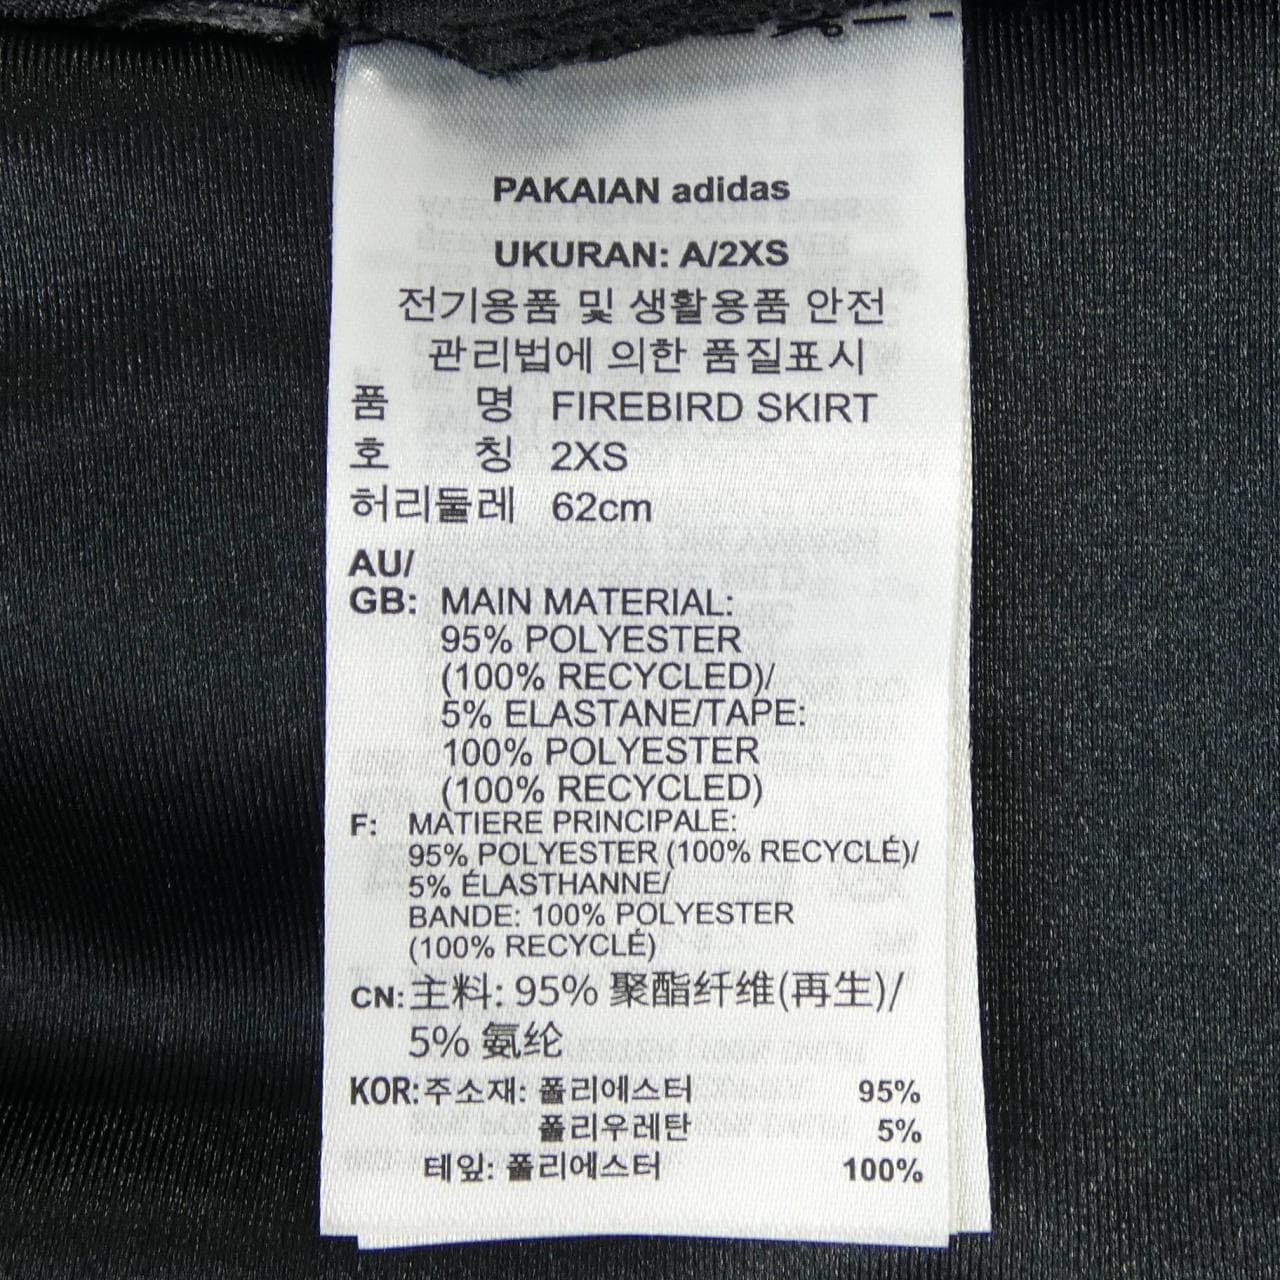 PAKAIAN adidas
UKURAN: A/2XS
전기용품 및 생활용품 안전
관리법에 의한 품질표시
품 명 FIREBIRD SKIRT
호 칭 2XS
허리둘레 62cm
AU/
GB: MAIN MATERIAL:
95% POLYESTER
(100% RECYCLED)/
5% ELASTANE/TAPE:
100% POLYESTER
(100% RECYCLED)
F: MATIERE PRINCIPALE:
95% POLYESTER (100% RECYCLÉ)/
5% ÉLASTHANNE/
BANDE: 100% POLYESTER
(100% RECYCLÉ)
CN: 主料: 95% 聚酯纤维(再生)/
5% 氨纶
KOR: 주소재: 폴리에스터 95%
폴리우레탄 5%
테잎: 폴리에스터 100%